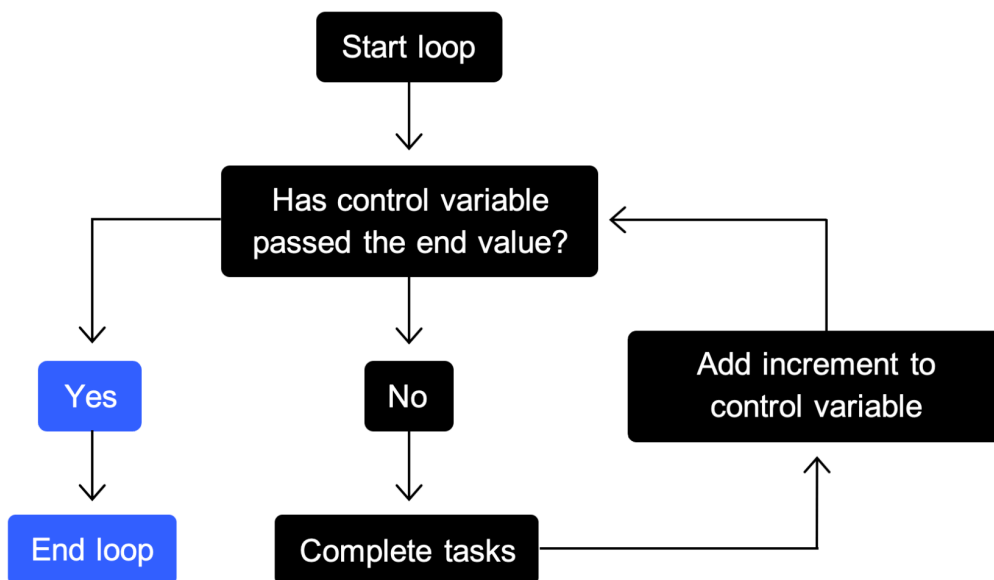 Start loop
Has control variable
passed the end value?
Yes
No
Add increment to
control variable
End loop
Complete tasks